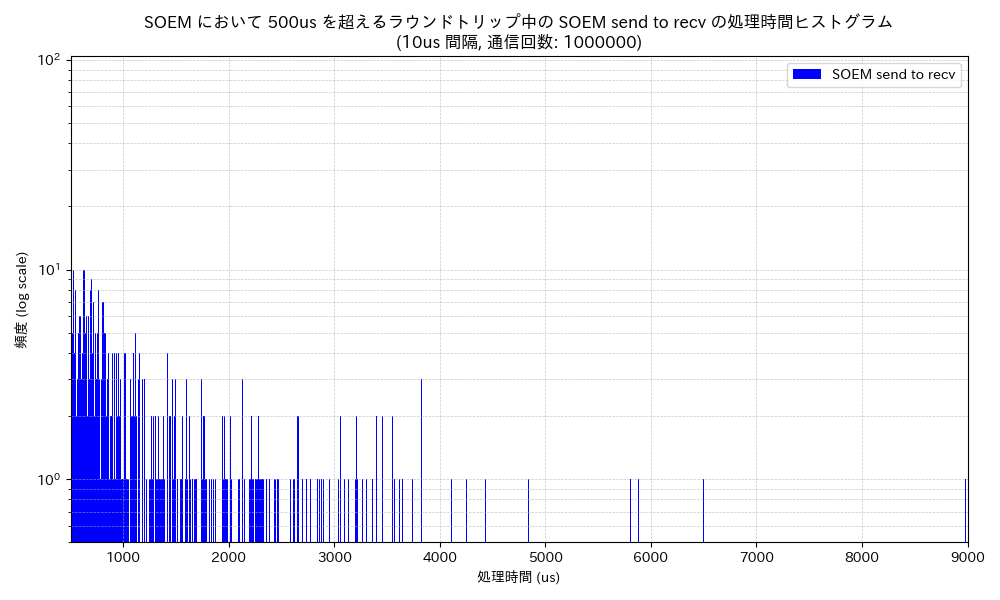 SOEM において 500us を超えるラウンドトリップ中の SOEM send to recv の処理時間ヒストグラム
(10us 間隔, 通信回数: 1000000)
SOEM send to recv
頻度 (log scale)
10²
10¹
10⁰
1000 2000 3000 4000 5000 6000 7000 8000 9000
処理時間 (us)